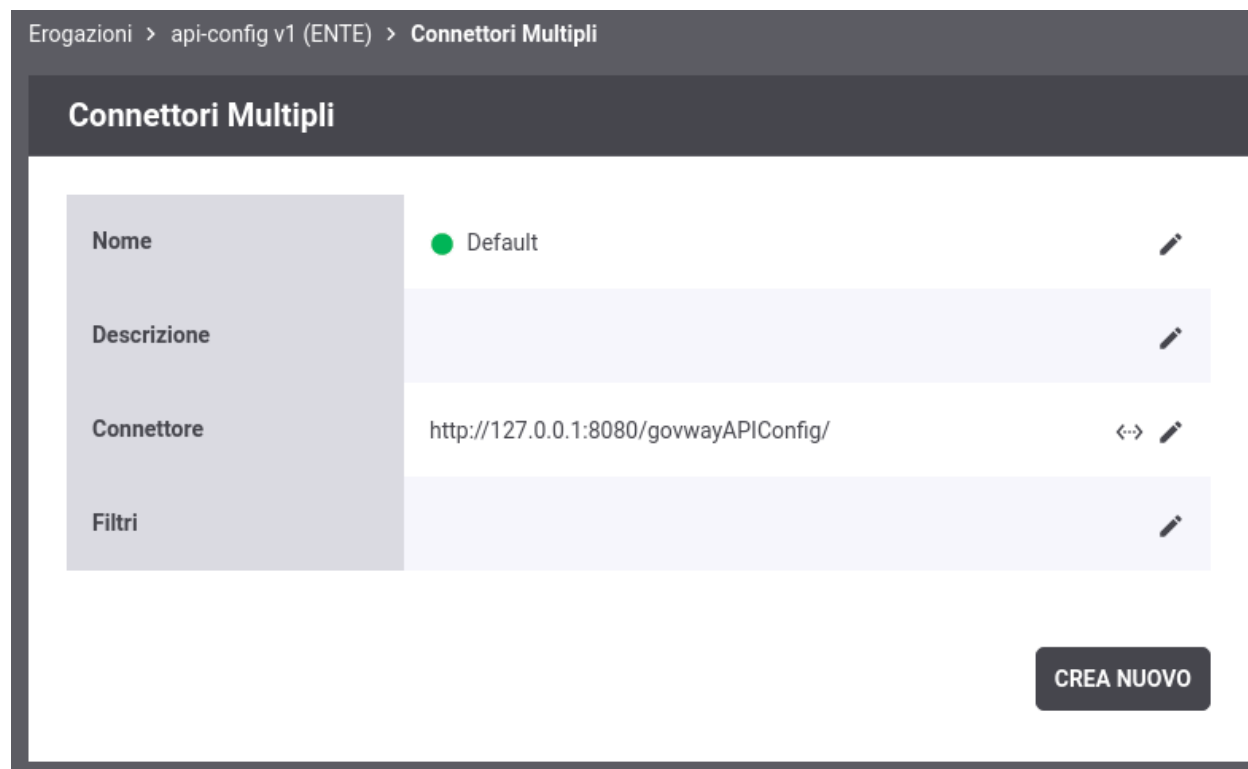 Erogazioni > api-config v1 (ENTE) > Connettori Multipli
Connettori Multipli
Nome Default
Descrizione
Connettore http://127.0.0.1:8080/govwayAPIConfig/
Filtri
CREA NUOVO